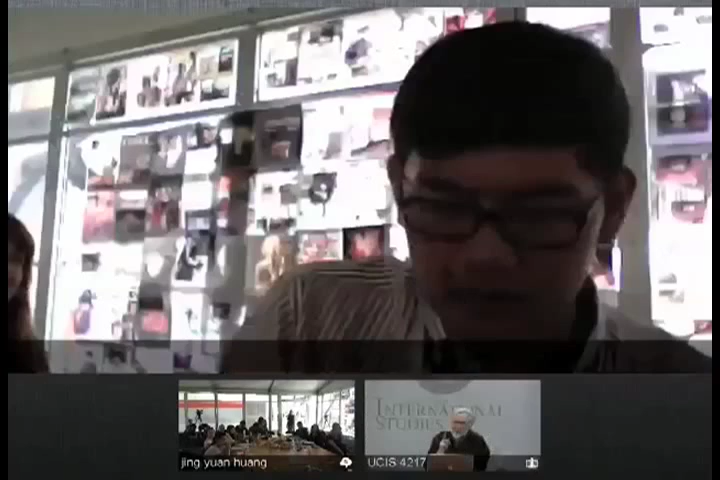 jing yuan huang
INTERNATIONAL
STUDIES
UCIS 4217